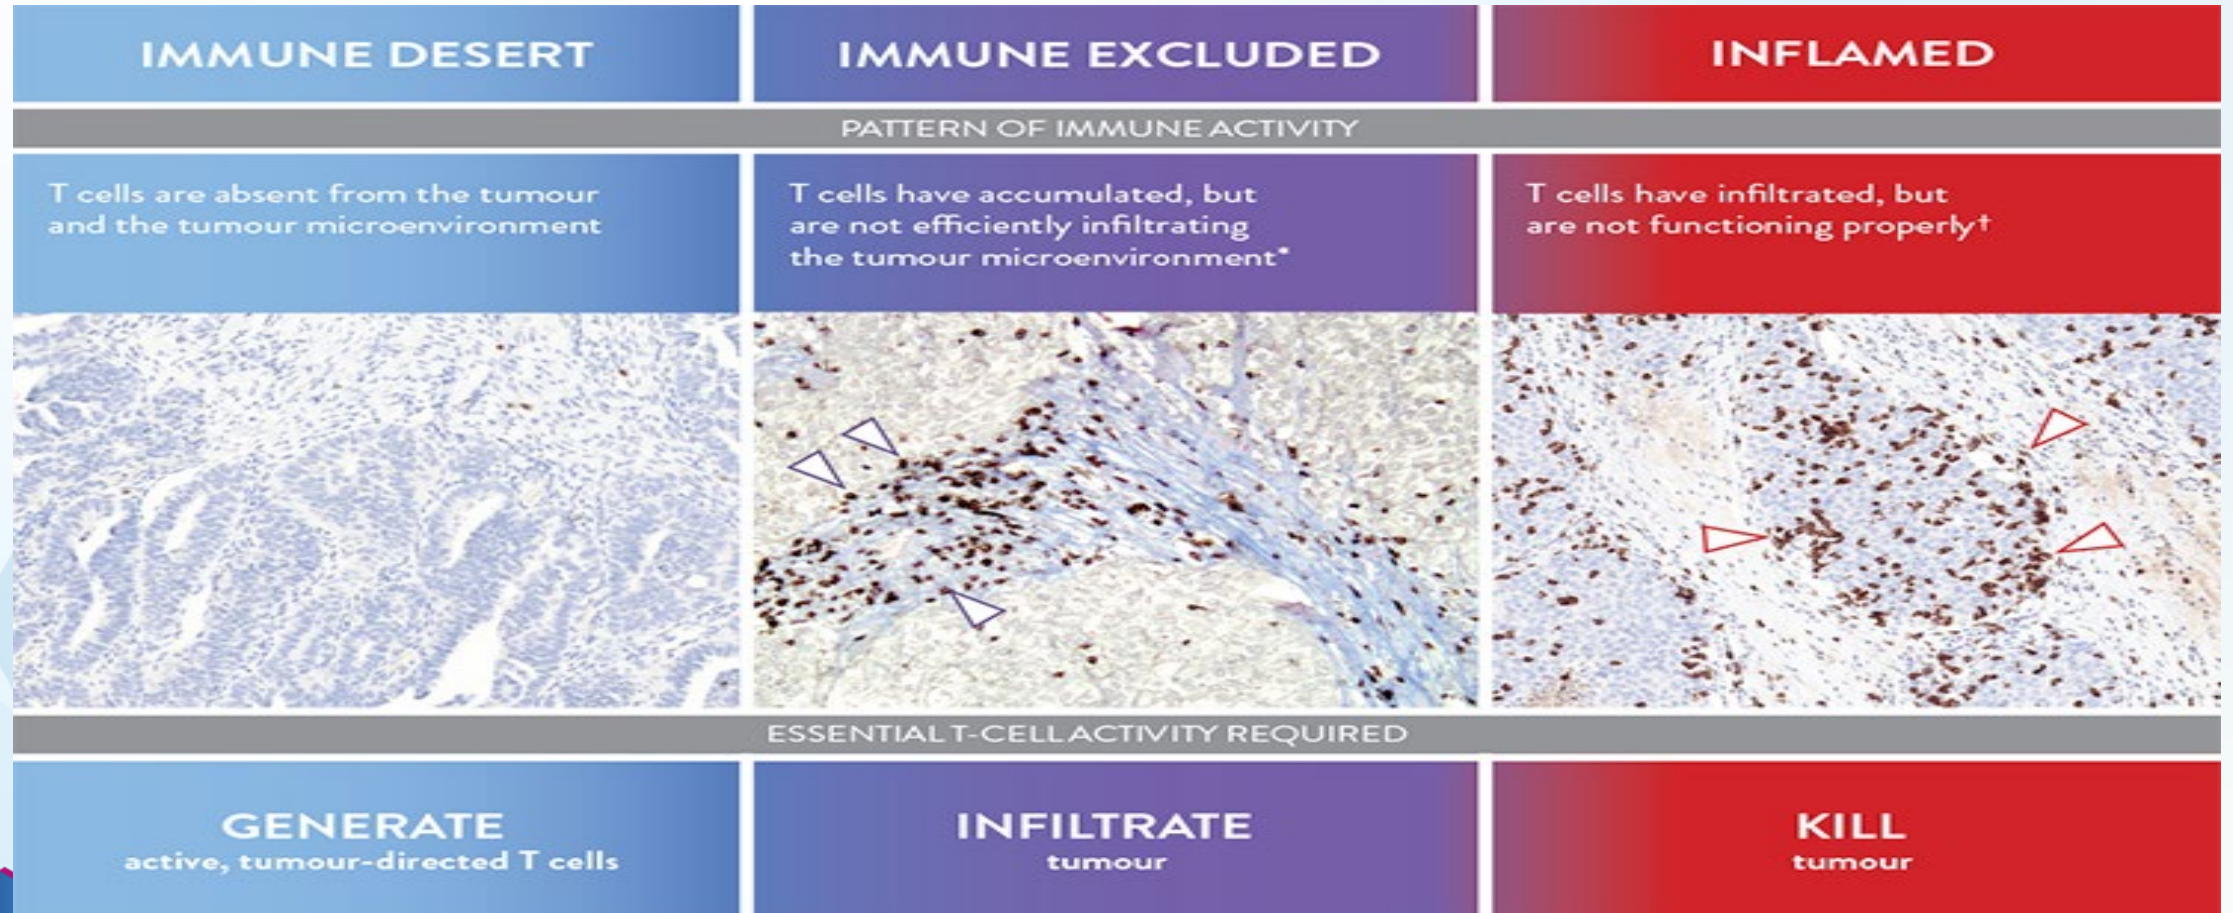 IMMUNE DESERT
IMMUNE EXCLUDED
INFLAMED
PATTERN OF IMMUNE ACTIVITY
T cells are absent from the tumour
and the tumour microenvironment
T cells have accumulated, but
are not efficiently infiltrating
the tumour microenvironment*
T cells have infiltrated, but
are not functioning properly†
ESSENTIAL T-CELL ACTIVITY REQUIRED
GENERATE
active, tumour-directed T cells
INFILTRATE
tumour
KILL
tumour